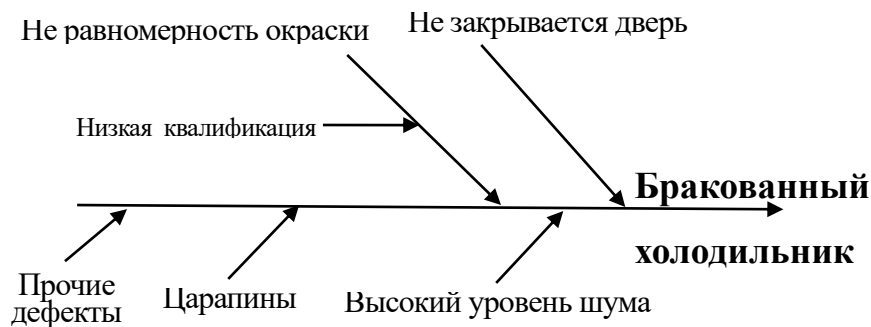 Не равномерность окраски
Не закрывается дверь
Низкая квалификация
Бракованный
холодильник
Прочие
дефекты
Царапины
Высокий уровень шума